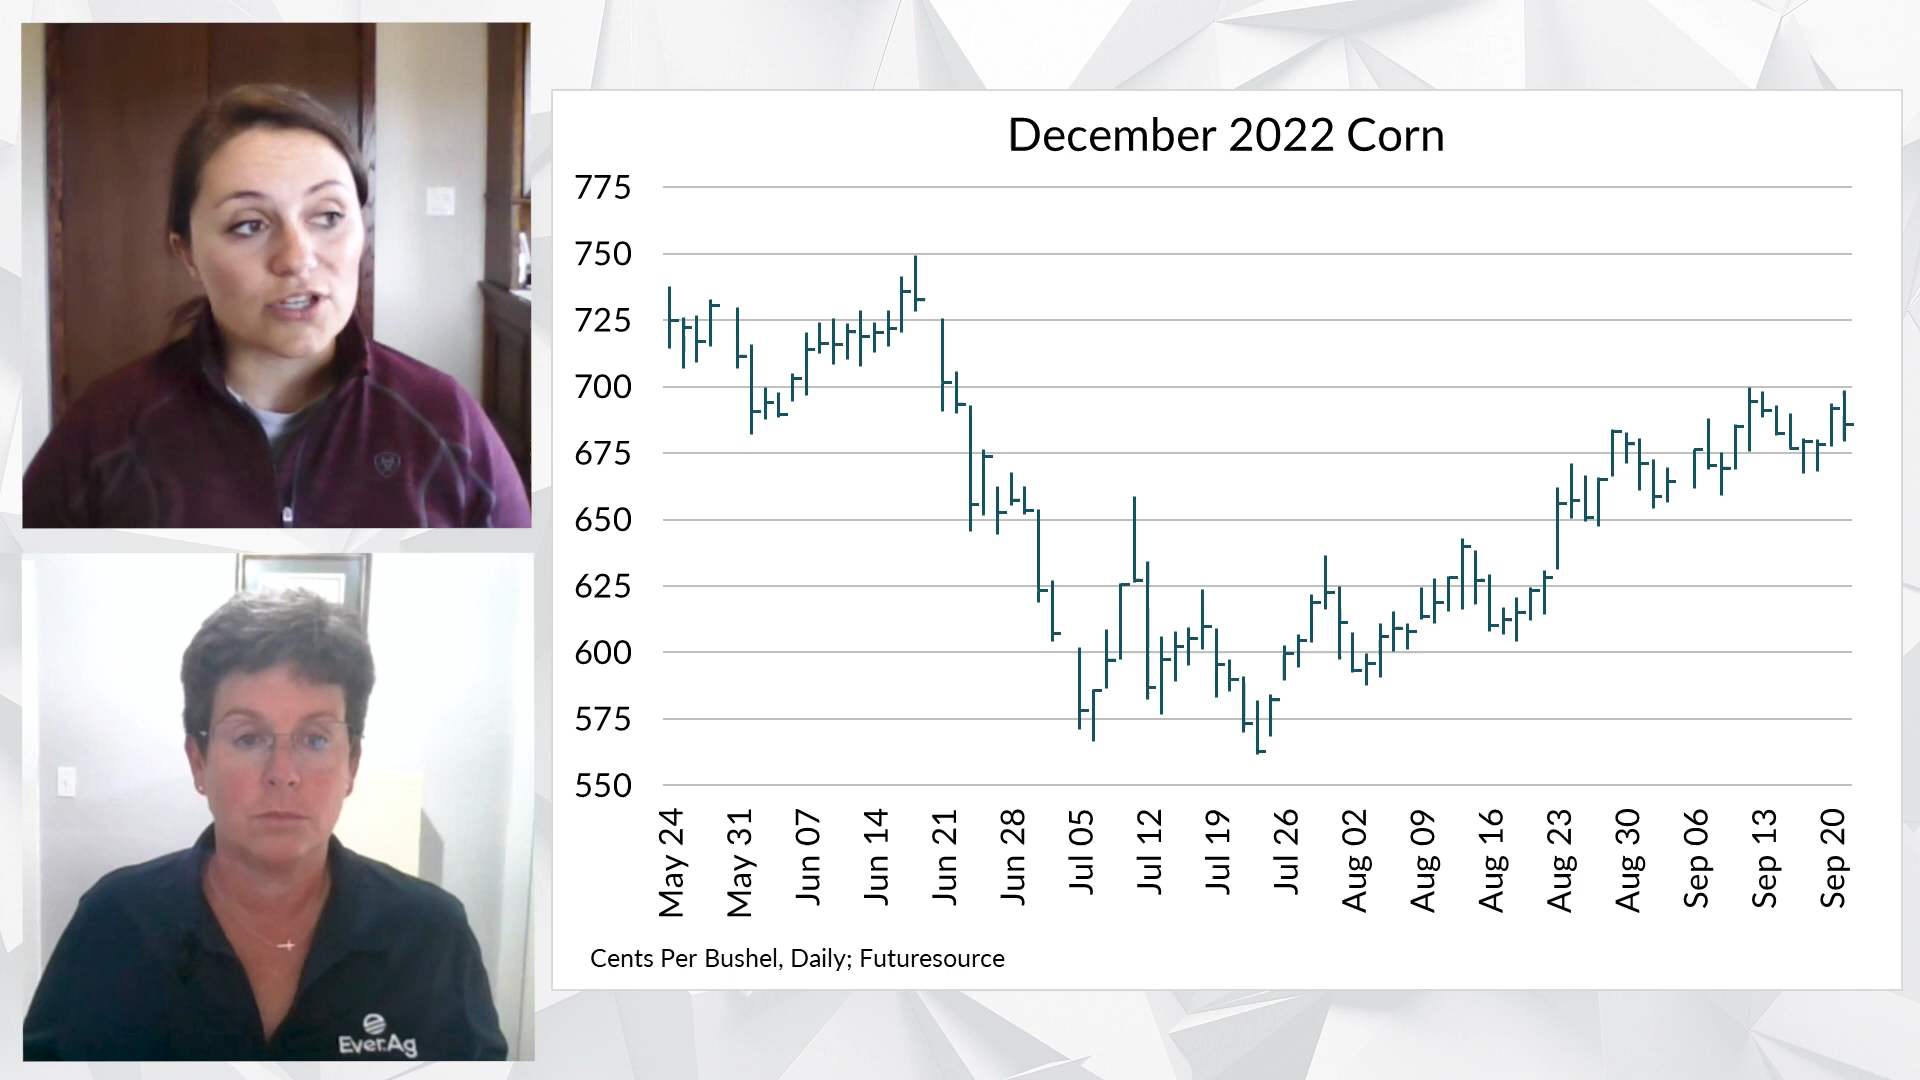 December 2022 Corn
775
750
725
700
675
650
625
600
575
550
May 24
May 31
Jun 07
Jun 14
Jun 21
Jun 28
Jul 05
Jul 12
Jul 19
Jul 26
Aug 02
Aug 09
Aug 16
Aug 23
Aug 30
Sep 06
Sep 13
Sep 20
Cents Per Bushel, Daily; Futuresource
Ever.Ag